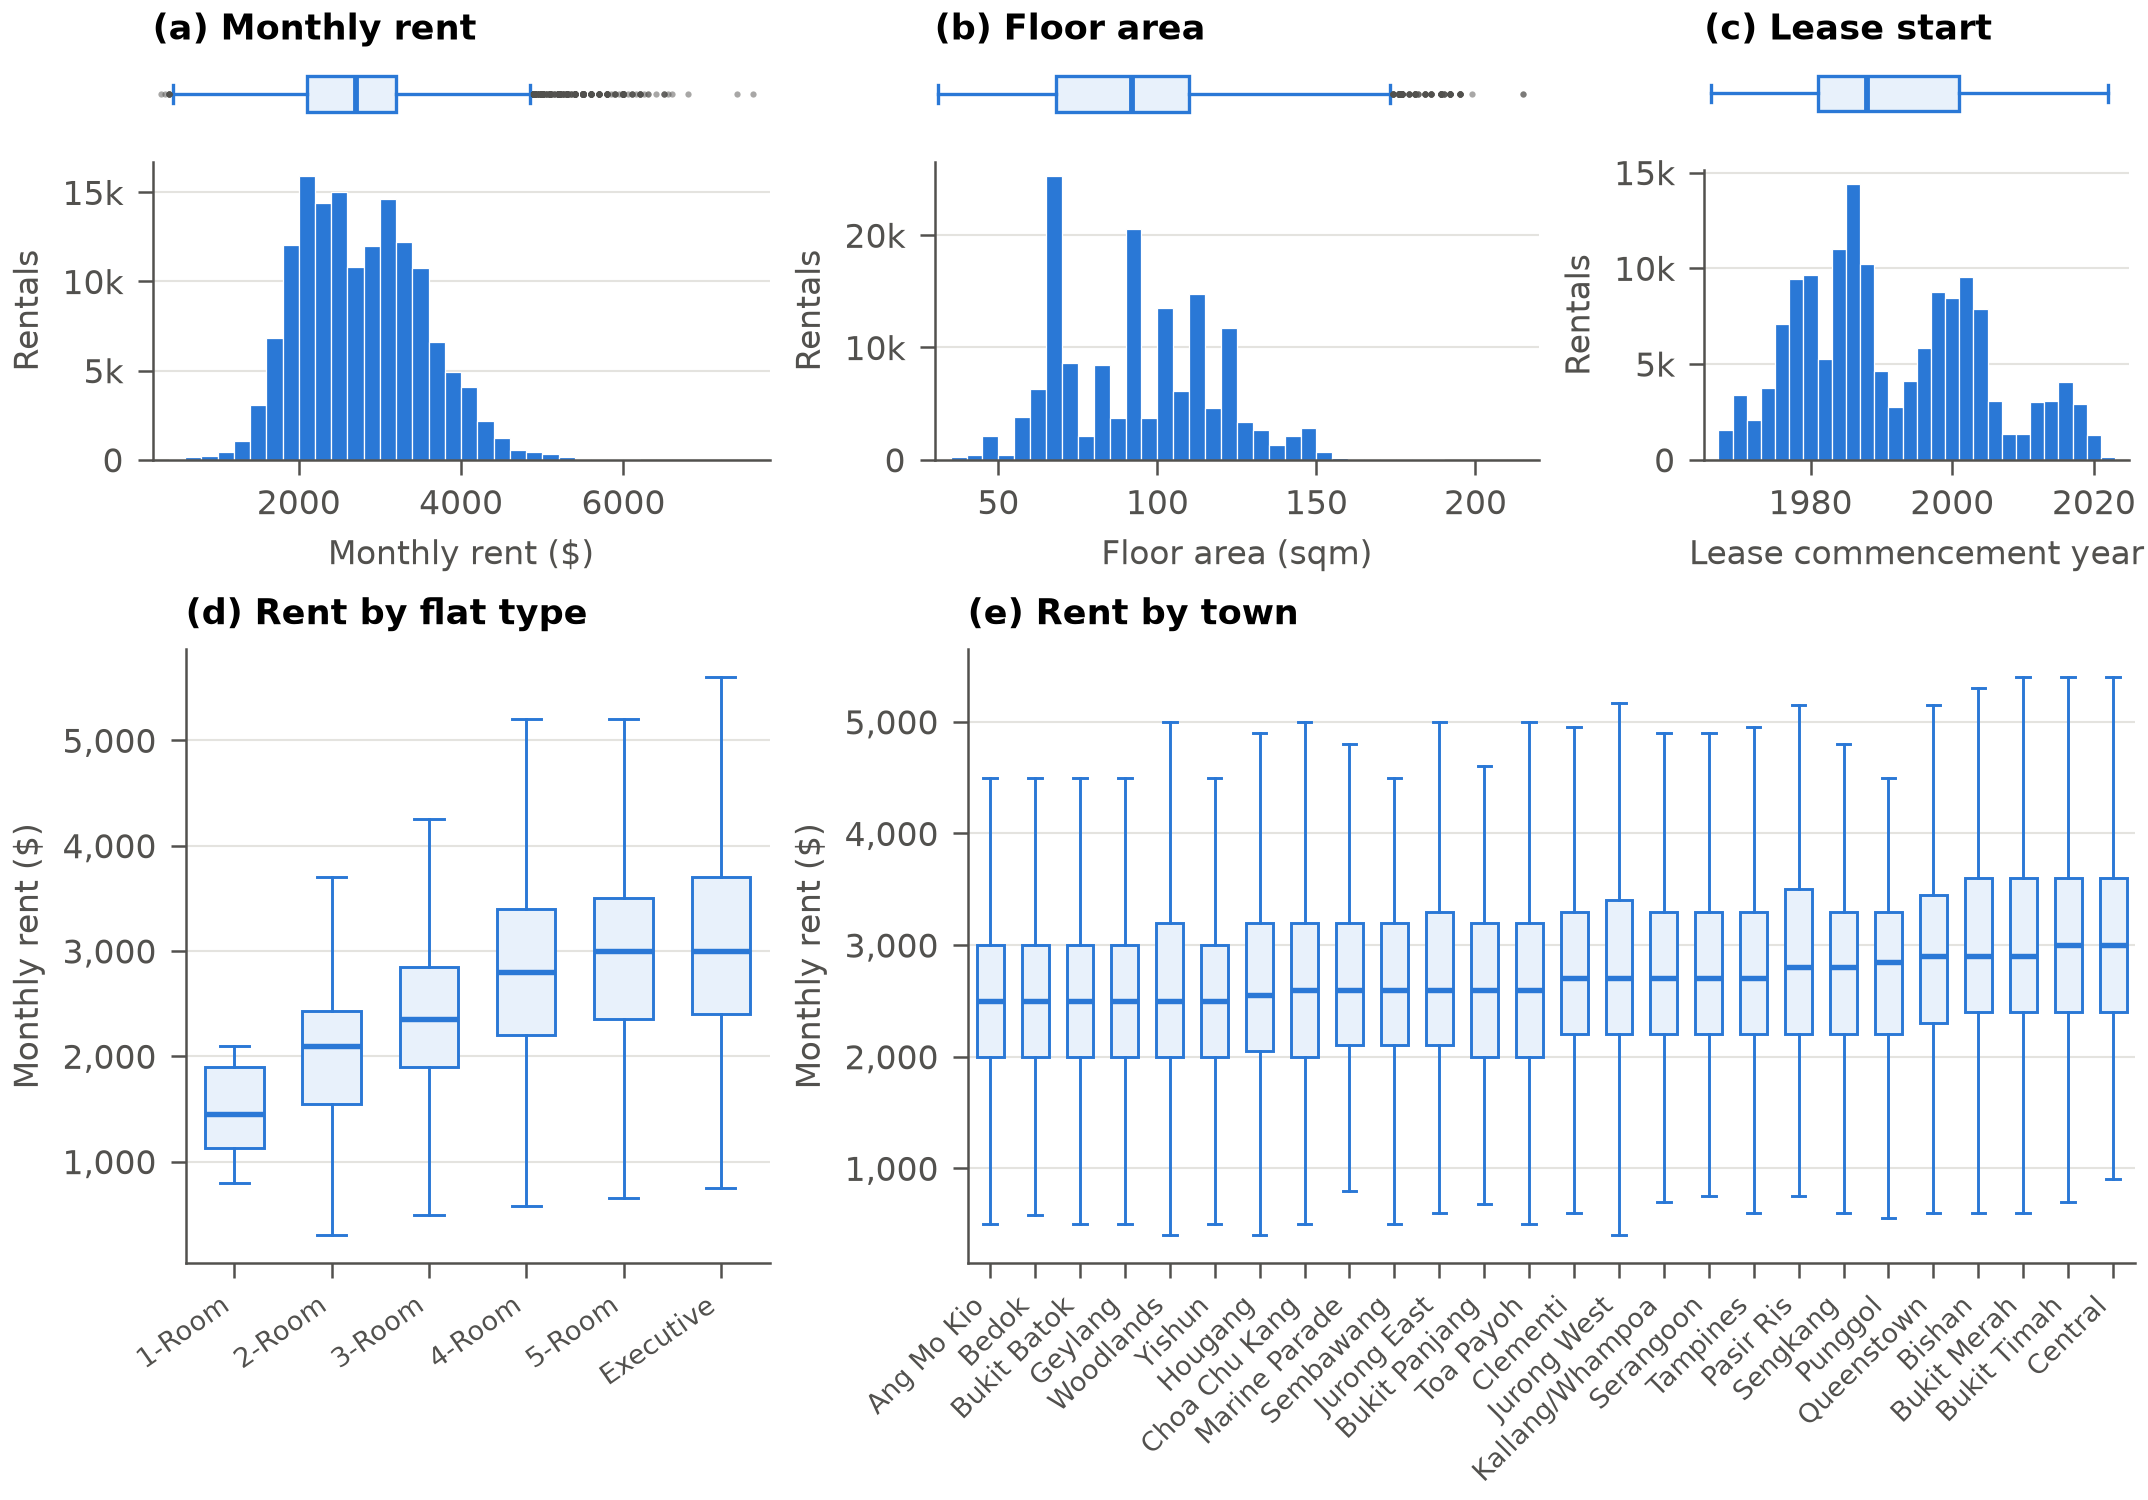 (a) Monthly rent
Rentals
15k
10k
5k
0
2000 4000 6000
Monthly rent ($)
(b) Floor area
Rentals
20k
10k
0
50 100 150 200
Floor area (sqm)
(c) Lease start
Rentals
15k
10k
5k
0
1980 2000 2020
Lease commencement year
(d) Rent by flat type
Monthly rent ($)
5,000
4,000
3,000
2,000
1,000
1-Room
2-Room
3-Room
4-Room
5-Room
Executive
(e) Rent by town
Monthly rent ($)
5,000
4,000
3,000
2,000
1,000
Ang Mo Kio
Bedok
Bukit Batok
Geylang
Woodlands
Yishun
Hougang
Choa Chu Kang
Marine Parade
Sembawang
Jurong East
Bukit Panjang
Toa Payoh
Clementi
Jurong West
Kallang/Whampoa
Serangoon
Tampines
Pasir Ris
Sengkang
Punggol
Queenstown
Bishan
Bukit Merah
Bukit Timah
Central